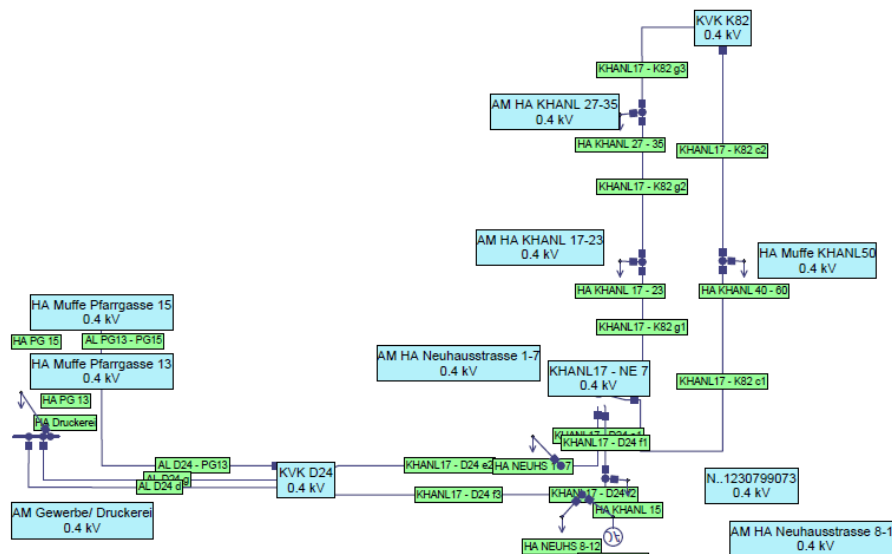 KVK K82
0.4 kV
KHANL17 - K82 g3
AM HA KHANL 27-35
0.4 kV
HA KHANL 27 - 35
KHANL17 - K82 c2
KHANL17 - K82 g2
AM HA KHANL 17-23
0.4 kV
HA Muffe KHANL50
0.4 kV
HA KHANL 17 - 23
HA KHANL 40 - 60
HA Muffe Pfarrgasse 15
0.4 kV
KHANL17 - K82 g1
HA PG 15
AL PG13 - PG15
HA Muffe Pfarrgasse 13
0.4 kV
AM HA Neuhausstrasse 1-7
0.4 kV
KHANL17 - NE 7
0.4 kV
KHANL17 - K82 c1
HA PG 13
HA Druckerei
KHANL17 - D24 f1
AL D24 - PG13
KVK D24
0.4 kV
KHANL17 - D24 e2
HA NEUHS 7
N..1230799073
0.4 kV
AL D24 d
KHANL17 - D24 f3
KHANL17 - D24 f2
HA KHANL 15
AM Gewerbe/ Druckerei
0.4 kV
AM HA Neuhausstrasse 8-1
0.4 kV
HA NEUHS 8-12